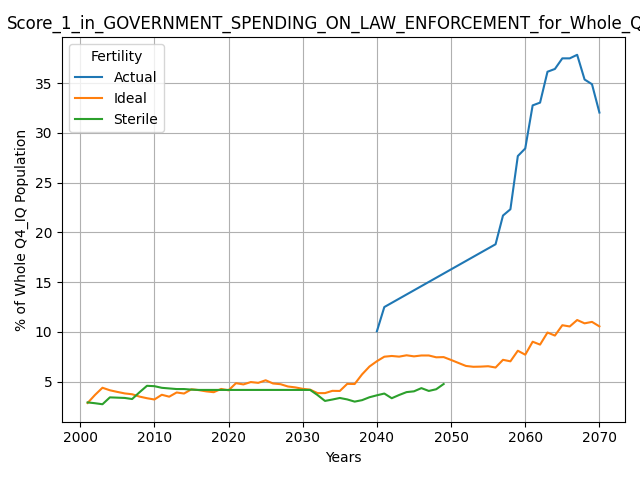 Score_1_in_GOVERNMENT_SPENDING_ON_LAW_ENFORCEMENT_for_Whole_Q
Fertility
Actual
Ideal
Sterile
% of Whole Q4_IQ Population
35
30
25
20
15
10
5
2000 2010 2020 2030 2040 2050 2060 2070
Years